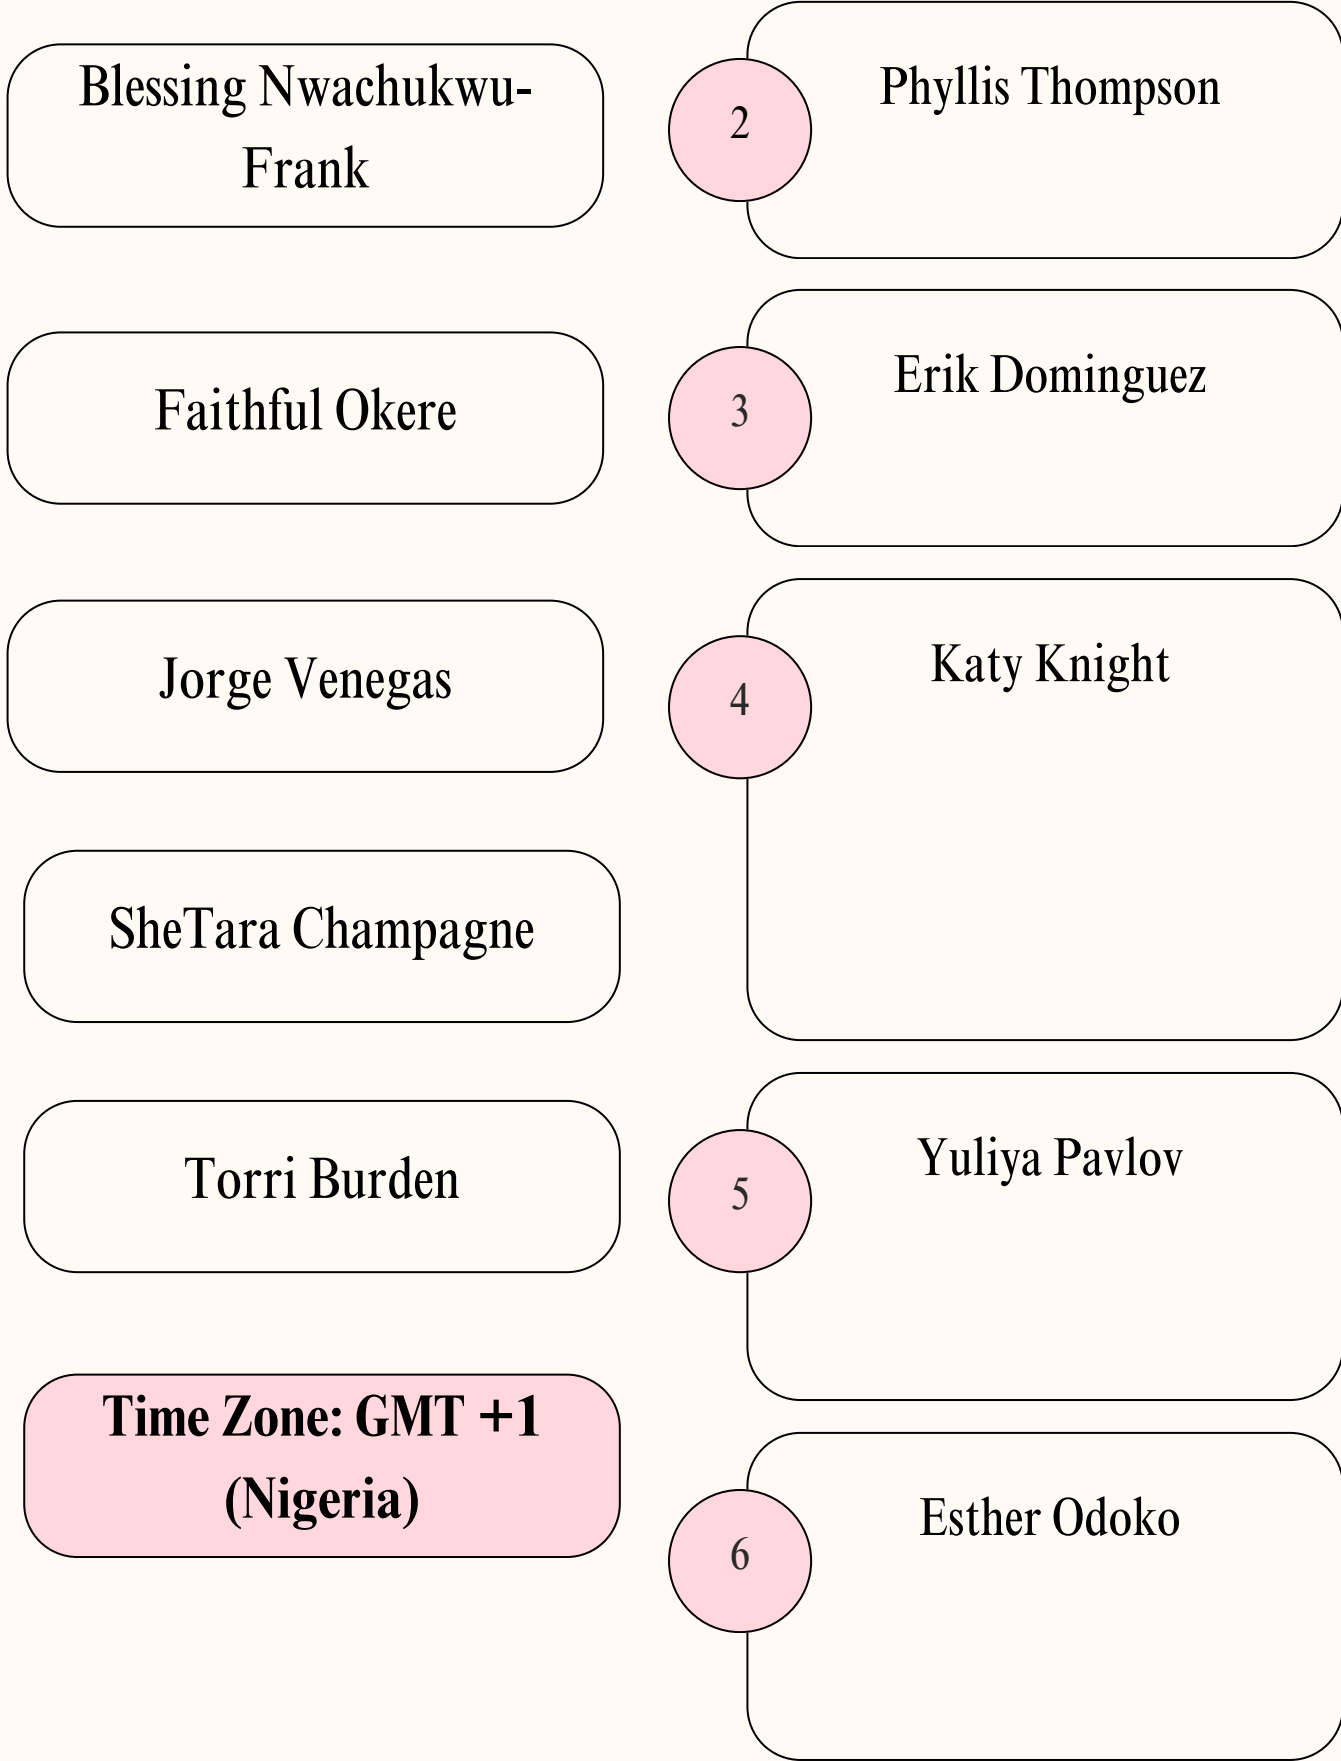 Blessing Nwachukwu-
Frank
Faithful Okere
Jorge Venegas
SheTara Champagne
Torri Burden
Time Zone: GMT +1
(Nigeria)
2
Phyllis Thompson
3
Erik Dominguez
4
Katy Knight
5
Yuliya Pavlov
6
Esther Odoko